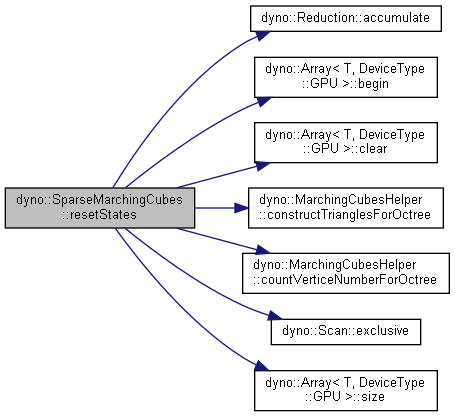 dyno::Reduction::accumulate
dyno::Array< T, DeviceType
::GPU >::begin
dyno::Array< T, DeviceType
::GPU >::clear
dyno::SparseMarchingCubes
::resetStates
dyno::MarchingCubesHelper
::constructTrianglesForOctree
dyno::MarchingCubesHelper
::countVerticeNumberForOctree
dyno::Scan::exclusive
dyno::Array< T, DeviceType
::GPU >::size